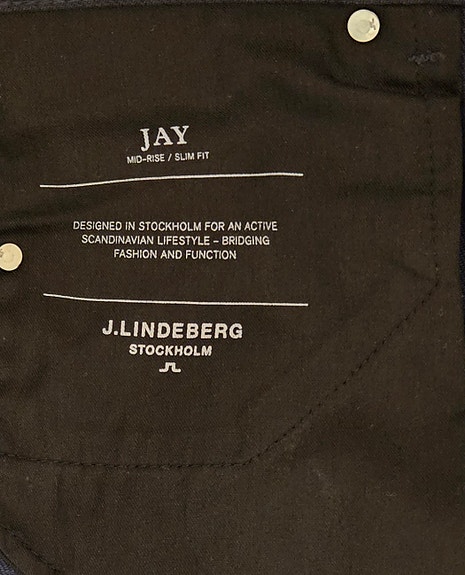 JAY
MID-RISE / SLIM FIT
DESIGNED IN STOCKHOLM FOR AN ACTIVE
SCANDINAVIAN LIFESTYLE – BRIDGING
FASHION AND FUNCTION
J.LINDEBERG
STOCKHOLM